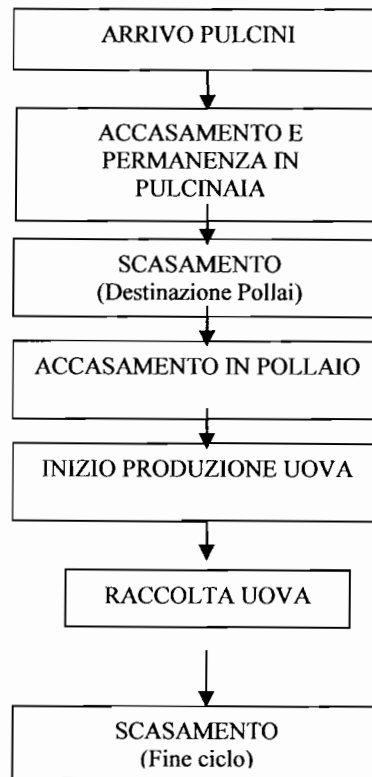 ARRIVO PULCINI
ACCASAMENTO E
PERMANENZA IN
PULCINAIA
SCASAMENTO
(Destinazione Pollai)
ACCASAMENTO IN POLLAIO
INIZIO PRODUZIONE UOVA
RACCOLTA UOVA
SCASAMENTO
(Fine ciclo)